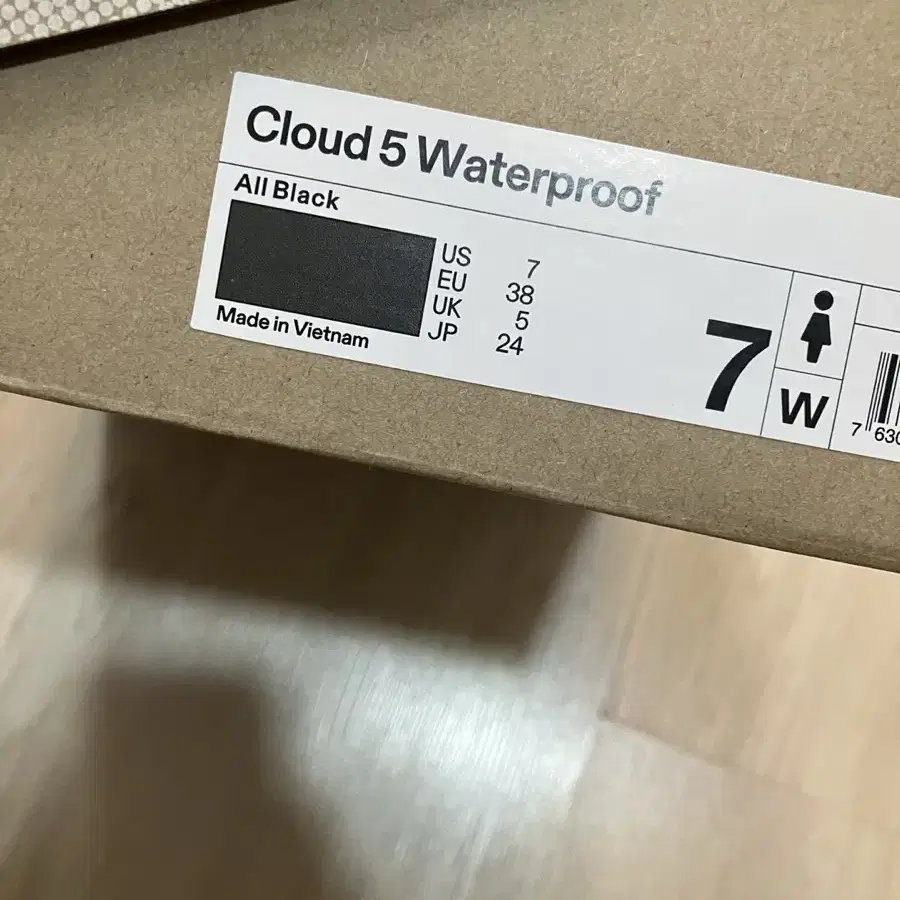 Cloud 5 Waterproof
All Black
US 7
EU 38
UK 5
JP 24
Made in Vietnam
7
W
7 630